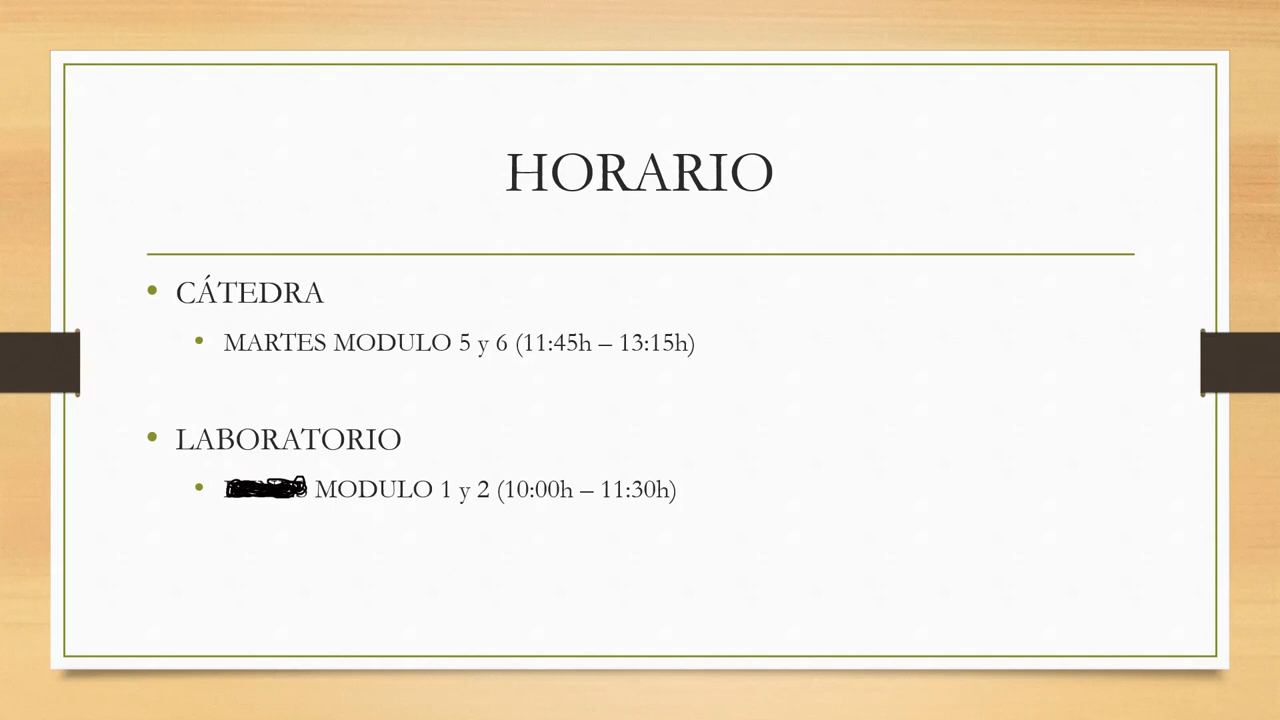 HORARIO
CÁTEDRA
MARTES MODULO 5 y 6 (11:45h – 13:15h)
LABORATORIO
MODULO 1 y 2 (10:00h – 11:30h)